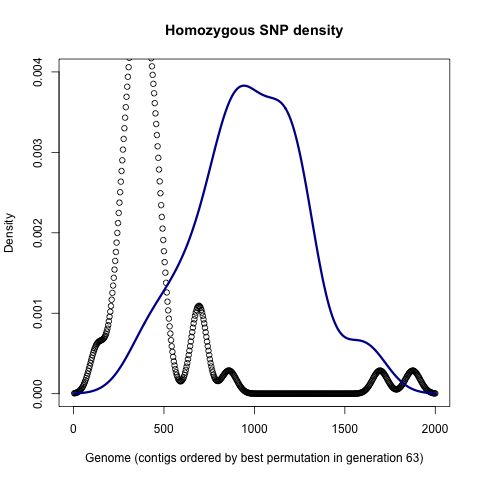 Homozygous SNP density
Density
0.004
0.003
0.002
0.001
0.000
0 500 1000 1500 2000
Genome (contigs ordered by best permutation in generation 63)